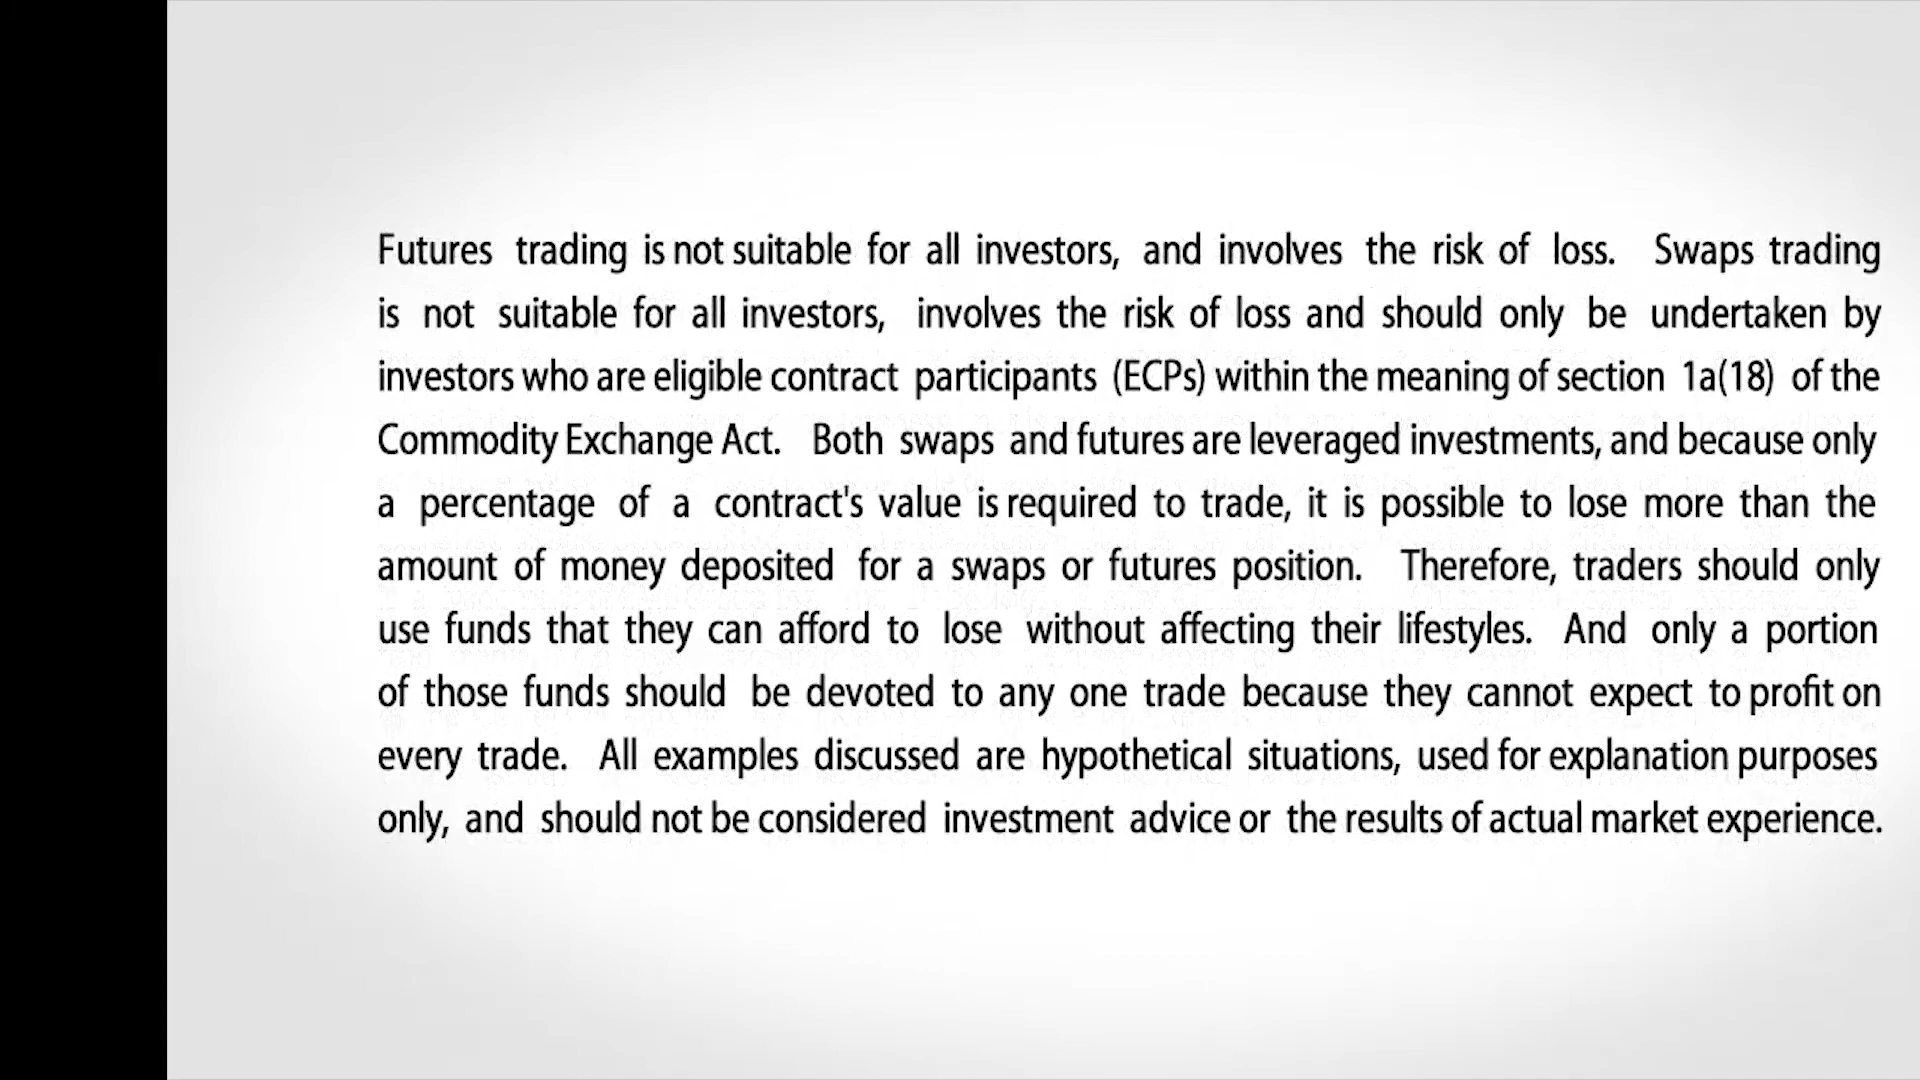 Futures trading is not suitable for all investors, and involves the risk of loss. Swaps trading
is not suitable for all investors, involves the risk of loss and should only be undertaken by
investors who are eligible contract participants (ECPs) within the meaning of section 1a(18) of the
Commodity Exchange Act. Both swaps and futures are leveraged investments, and because only
a percentage of a contract's value is required to trade, it is possible to lose more than the
amount of money deposited for a swaps or futures position. Therefore, traders should only
use funds that they can afford to lose without affecting their lifestyles. And only a portion
of those funds should be devoted to any one trade because they cannot expect to profit on
every trade. All examples discussed are hypothetical situations, used for explanation purposes
only, and should not be considered investment advice or the results of actual market experience.